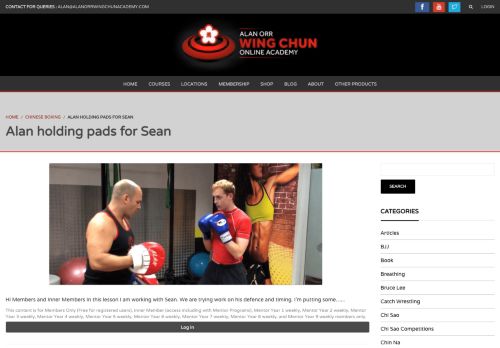 CONTACT FOR QUERIES : ALAN@ALANORRWINGCHUNACADEMY.COM
LOGIN
ALAN ORR
WING CHUN
ONLINE ACADEMY
HOME COURSES LOCATIONS MEMBERSHIP SHOP BLOG ABOUT OTHER PRODUCTS
HOME / CHINESE BOXING / ALAN HOLDING PADS FOR SEAN
Alan holding pads for Sean
SEARCH
CATEGORIES
Articles
BJJ
Book
Breathing
Bruce Lee
Catch Wrestling
Chi Sao
Chi Sao Competitions
Chin Na
Hi Members and Inner Members In this lesson I am working with Sean. We are trying work on his defence and timing. I'm putting some......
This content is for Members Only (Free for registered users), Inner Member (access including with Mentor Programs), Mentor Year 1 weekly, Mentor Year 2 weekly, Mentor Year 3 weekly, Mentor Year 4 weekly, Mentor Year 5 weekly, Mentor Year 6 weekly, Mentor Year 7 weekly, Mentor Year 8 weekly, and Mentor Year 9 weekly members only.
Log In